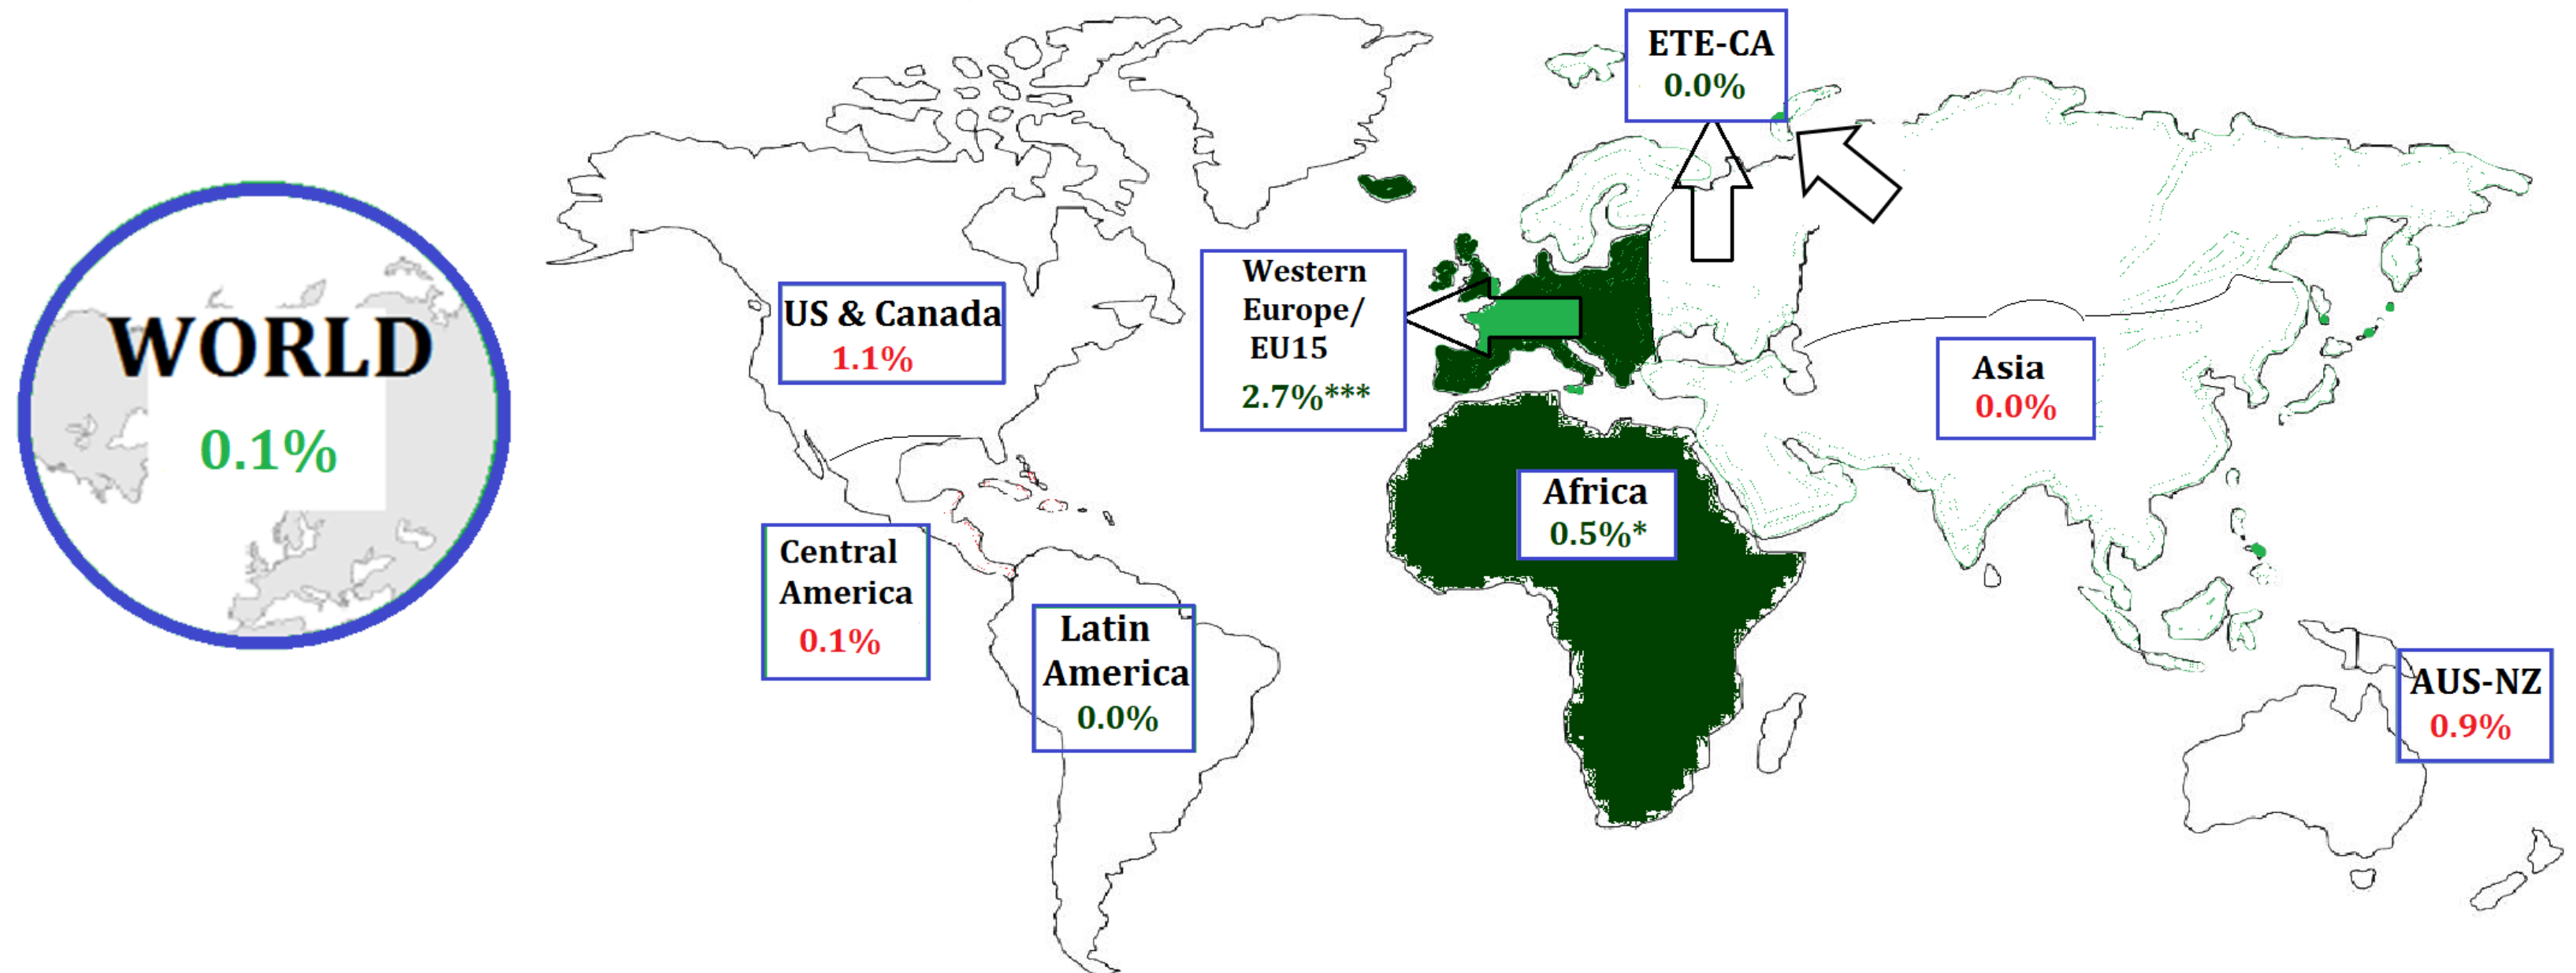 WORLD
0.1%
US & Canada
1.1%
Central
America
0.1%
Latin
America
0.0%
Western
Europe/
EU15
2.7%***
ETE-CA
0.0%
Africa
0.5%*
Asia
0.0%
AUS-NZ
0.9%